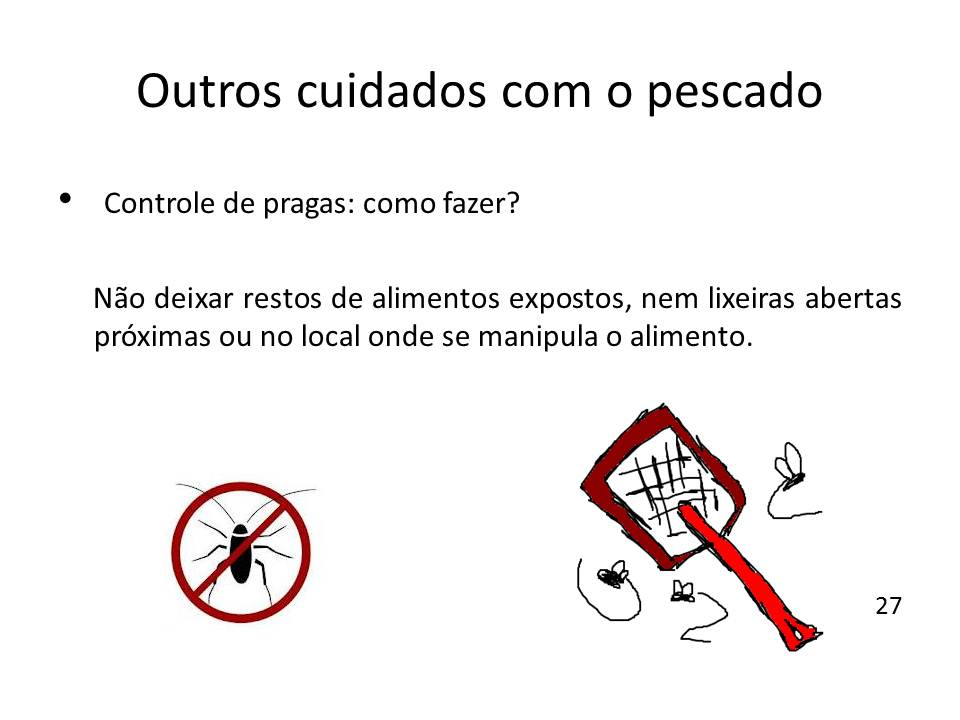 Outros cuidados com o pescado
• Controle de pragas: como fazer?
Não deixar restos de alimentos expostos, nem lixeiras abertas
próximas ou no local onde se manipula o alimento.
27